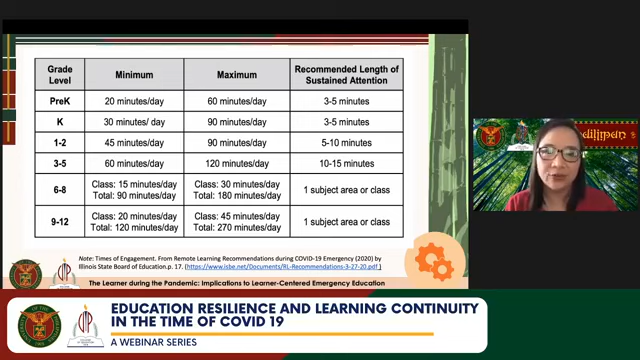 Grade Level Minimum Maximum Recommended Length of Sustained Attention
PreK 20 minutes/day 60 minutes/day 3-5 minutes
K 30 minutes/ day 90 minutes/day 3-5 minutes
1-2 45 minutes/day 90 minutes/day 5-10 minutes
3-5 60 minutes/day 120 minutes/day 10-15 minutes
6-8 Class: 15 minutes/day Total: 90 minutes/day Class: 30 minutes/day Total: 180 minutes/day 1 subject area or class
9-12 Class: 20 minutes/day Total: 120 minutes/day Class: 45 minutes/day Total: 270 minutes/day 1 subject area or class
Note: Times of Engagement. From Remote Learning Recommendations during COVID-19 Emergency (2020) by
Illinois State Board of Education.p. 17. (https://www.isbe.net/Documents/RL-Recommendations-3-27-20.pdf )
The Learner during the Pandemic: Implications to Learner-Centered Emergency Education
EDUCATION RESILIENCE AND LEARNING CONTINUITY
IN THE TIME OF COVID 19
A WEBINAR SERIES